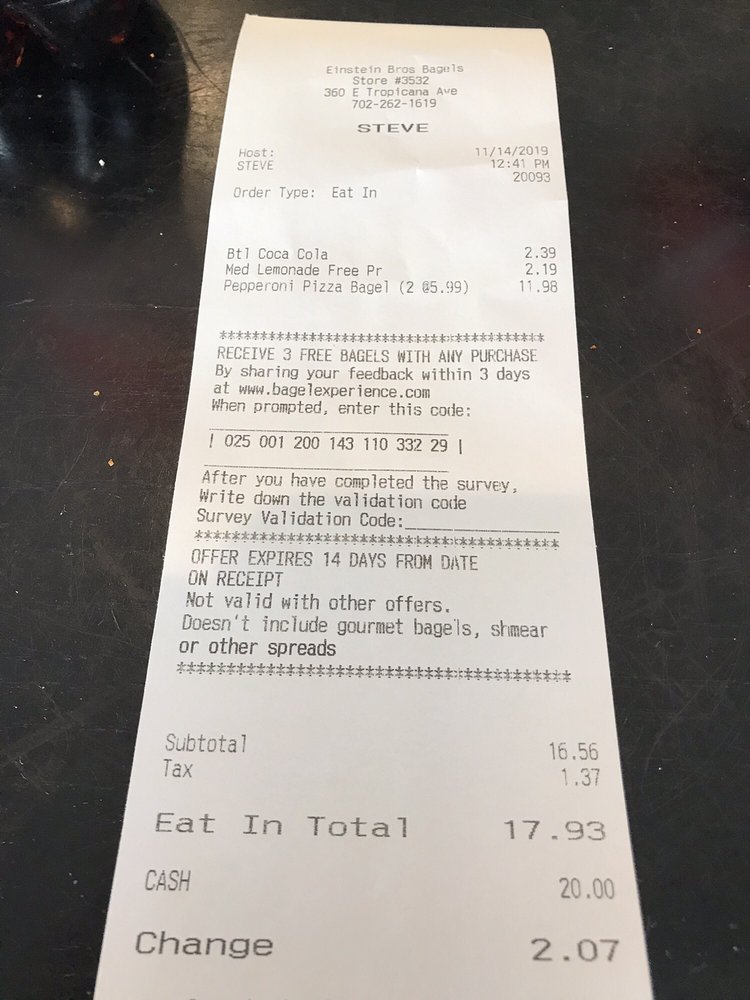 Einstein Bros Bagels
Store #3532
360 E Tropicana Ave
702-262-1619
STEVE
Host: 11/14/2019
STEVE 12:41 PM
20093
Order Type: Eat In
Btl Coca Cola 2.39
Med Lemonade Free Pr 2.19
Pepperoni Pizza Bagel (2 @5.99) 11.98
***************************************
RECEIVE 3 FREE BAGELS WITH ANY PURCHASE
By sharing your feedback within 3 days
at www.bagelexperience.com
When prompted, enter this code:
| 025 001 200 143 110 332 29 |
After you have completed the survey,
Write down the validation code
Survey Validation Code:_______________
***************************************
OFFER EXPIRES 14 DAYS FROM DATE
ON RECEIPT
Not valid with other offers.
Doesn't include gourmet bagels, shmear
or other spreads
***************************************
Subtotal 16.56
Tax 1.37
Eat In Total 17.93
CASH 20.00
Change 2.07